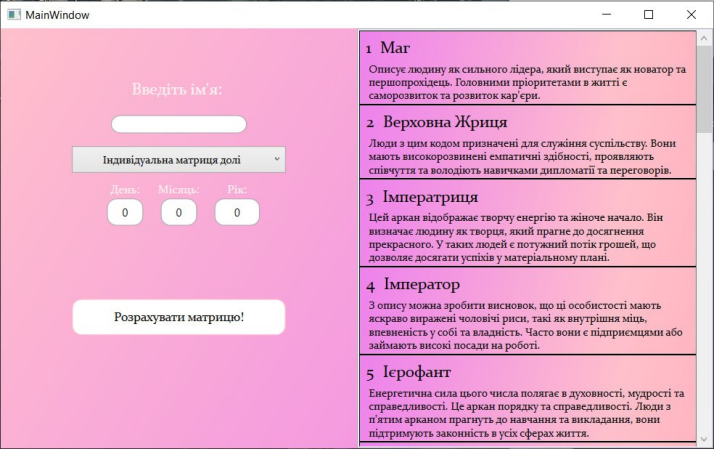 MainWindow
Введіть ім'я:
Індивідуальна матриця долі
День: Місяць: Рік:
0 0 0
Розрахувати матрицю!
1 Маг
Описує людину як сильного лідера, який виступає як новатор та
першопрохідець. Головними пріоритетами в житті є
саморозвиток та розвиток кар'єри.
2 Верховна Жриця
Люди з цим кодом призначені для служіння суспільству. Вони
мають високорозвинені емпатичні здібності, проявляють
співчуття та володіють навичками дипломатії та переговорів.
3 Імператриця
Цей аркан відображає творчу енергію та жіноче начало. Він
визначає людину як творця, який прагне до досягнення
прекрасного. У таких людей є потужний потік грошей, що
дозволяє досягати успіхів у матеріальному плані.
4 Імператор
З опису можна зробити висновок, що ці особистості мають
яскраво виражені чоловічі риси, такі як внутрішня міць,
впевненість у собі та владність. Часто вони є підприємцями або
займають високі посади на роботі.
5 Ієрофант
Енергетична сила цього числа полягає в духовності, мудрості та
справедливості. Це аркан порядку та справедливості. Люди з
п'ятим арканом прагнуть до навчання та викладання, вони
підтримують законність в усіх сферах життя.